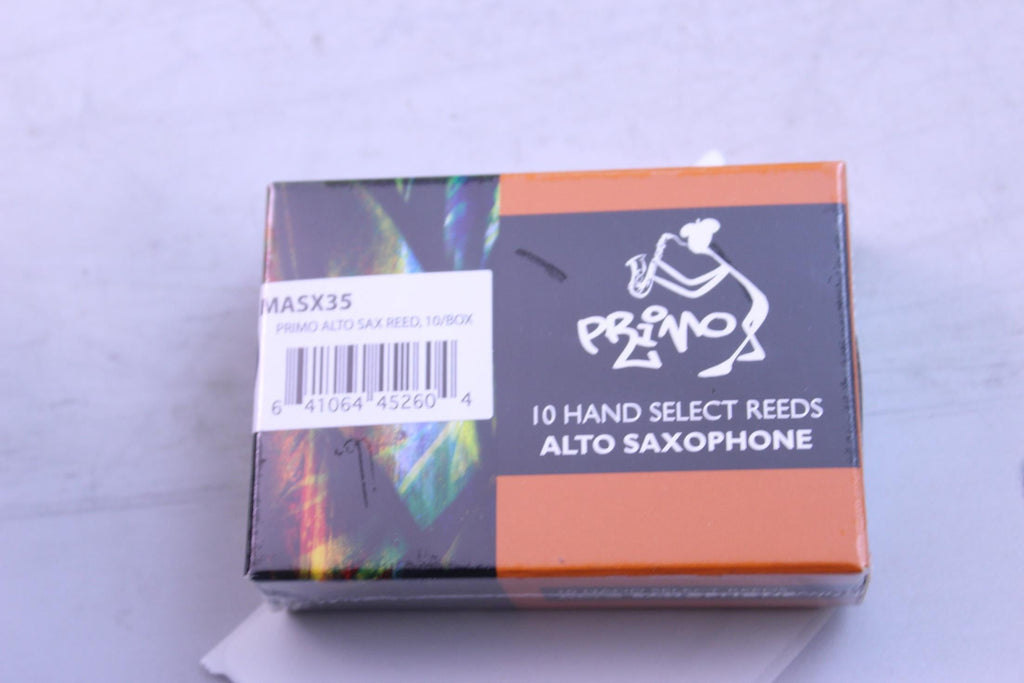 MASX35
PRIMO ALTO SAX REED, 10/BOX
6 41064 45260 4
PRiMO
10 HAND SELECT REEDS
ALTO SAXOPHONE